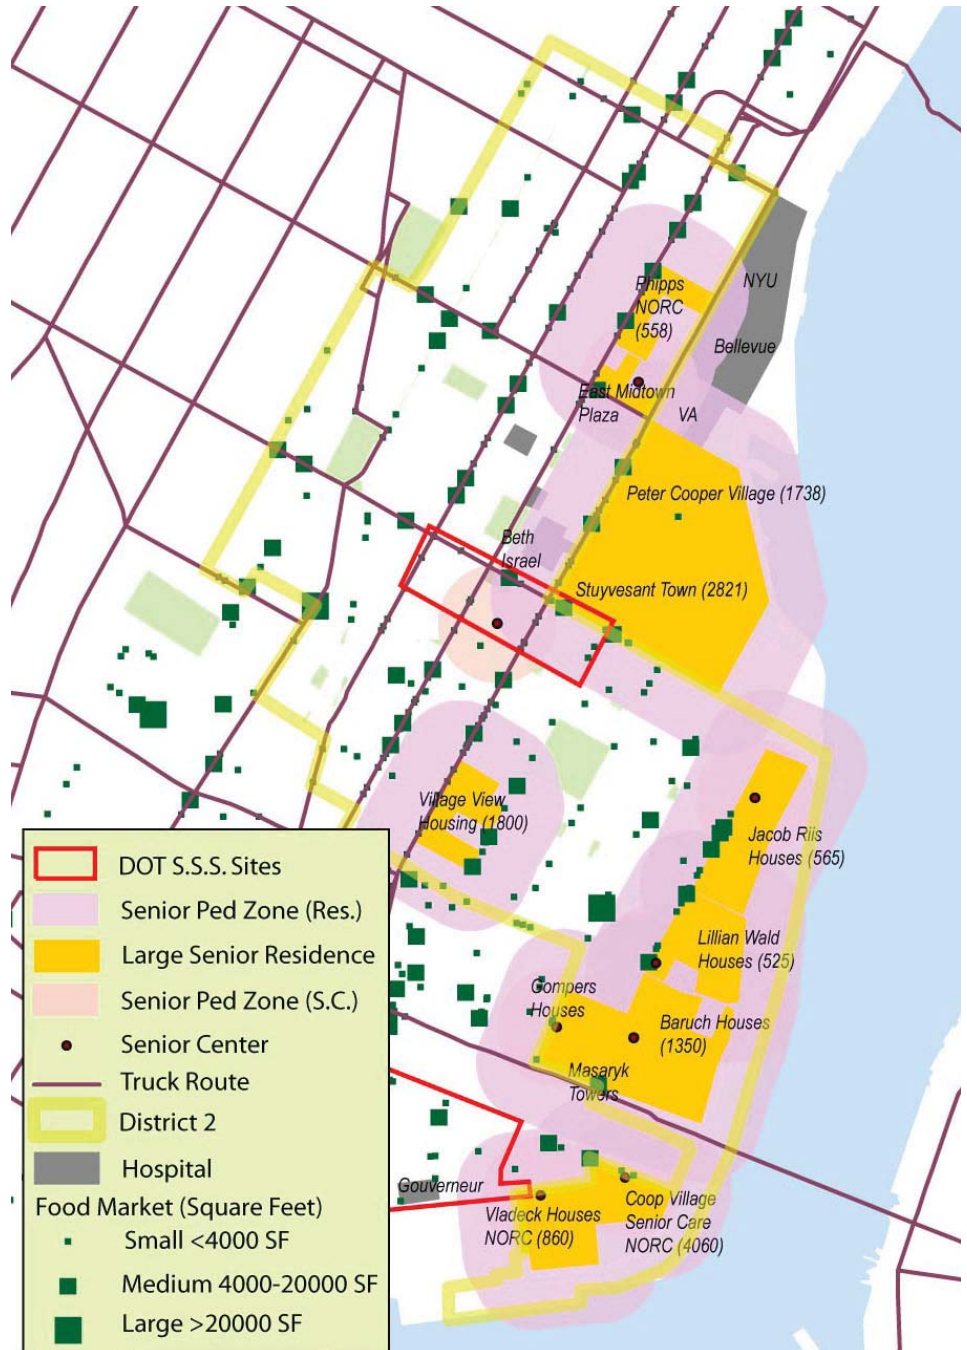 NYU
Phipps
NORC
(558)
Bellevue
East Midtown
Plaza
VA
Peter Cooper Village (1738)
Beth
Israel
Stuyvesant Town (2821)
Village View
Housing (1800)
Jacob Riis
Houses (565)
Lillian Wald
Houses (525)
Gompers
Houses
Baruch Houses
(1350)
Masaryk
Towers
Gouverneur
Vladeck Houses
NORC (860)
Coop Village
Senior Care
NORC (4060)
DOT S.S.S. Sites
Senior Ped Zone (Res.)
Large Senior Residence
Senior Ped Zone (S.C.)
Senior Center
Truck Route
District 2
Hospital
Food Market (Square Feet)
Small <4000 SF
Medium 4000-20000 SF
Large >20000 SF